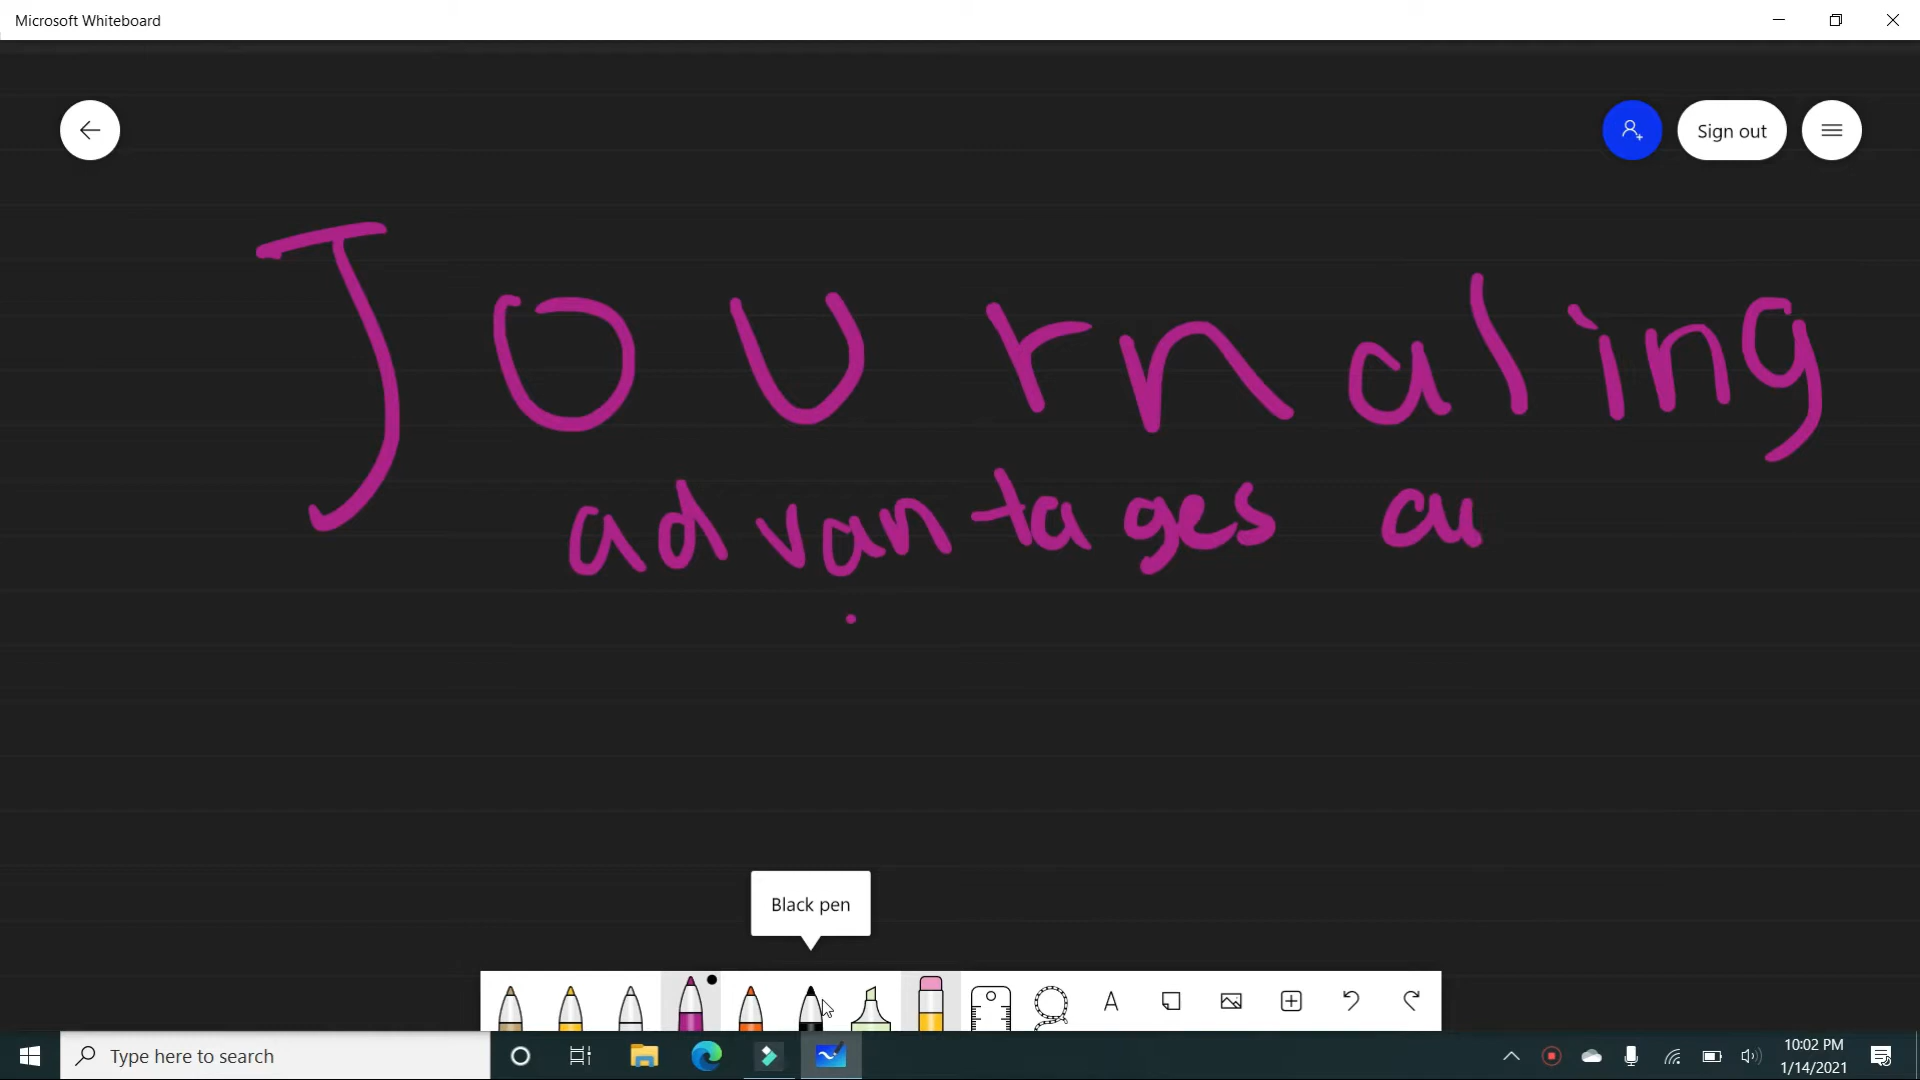 Microsoft Whiteboard
Sign out
Journaling
advantages
Black pen
A
Type here to search
10:02 PM
1/14/2021